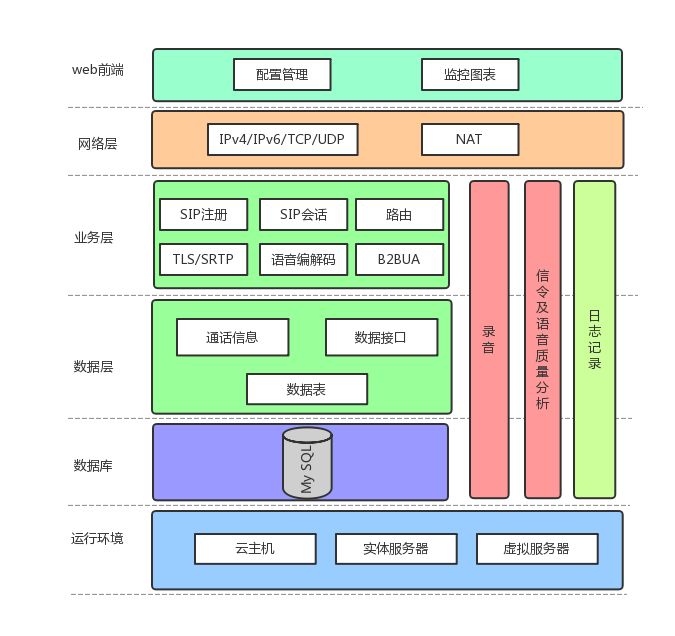 web前端
配置管理
监控图表
网络层
IPv4/IPv6/TCP/UDP
NAT
业务层
SIP注册
SIP会话
路由
TLS/SRTP
语音编解码
B2BUA
数据层
通话信息
数据接口
数据表
数据库
My SQL
录音
信令及语音质量分析
日志记录
运行环境
云主机
实体服务器
虚拟服务器